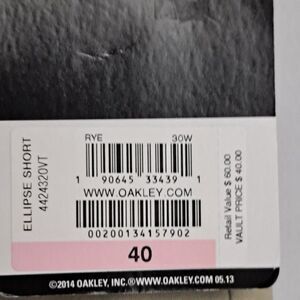 ELLIPSE SHORT
4424320VT
RYE 30W
1 90645 33439 1
WWW.OAKLEY.COM
00200134157902
40
Retail Value $ 60.00
VAULT PRICE $ 40.00
©2014 OAKLEY, INC.®WWW.OAKLEY.COM 05.13